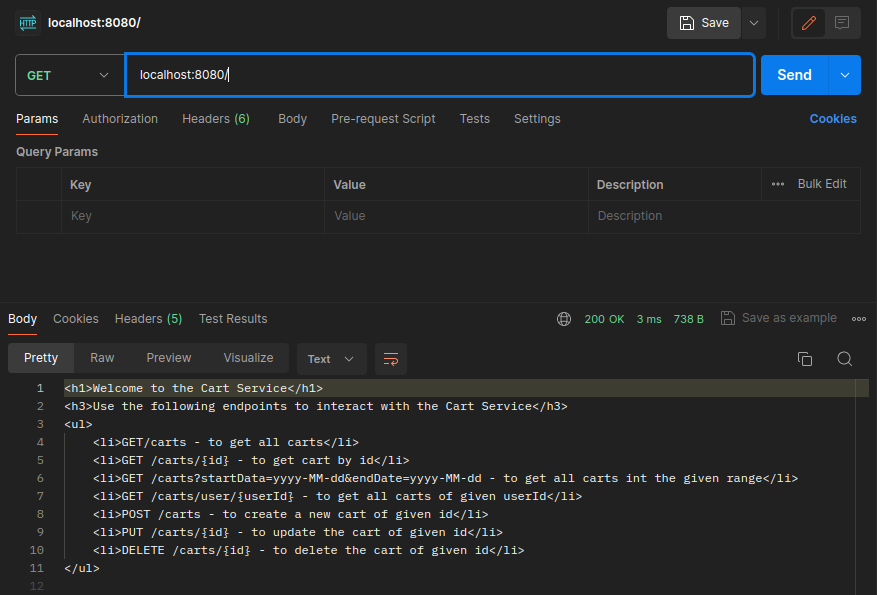 HTTP localhost:8080/ Save
GET localhost:8080/ Send
Params Authorization Headers (6) Body Pre-request Script Tests Settings Cookies
Query Params
Key Value Description Bulk Edit
Key Value Description
Body Cookies Headers (5) Test Results 200 OK 3 ms 738 B Save as example
Pretty Raw Preview Visualize Text
1 <h1>Welcome to the Cart Service</h1>
2 <h3>Use the following endpoints to interact with the Cart Service</h3>
3 <ul>
4 <li>GET/carts - to get all carts</li>
5 <li>GET /carts/{id} - to get cart by id</li>
6 <li>GET /carts?startData=yyyy-MM-dd&endDate=yyyy-MM-dd - to get all carts int the given range</li>
7 <li>GET /carts/user/{userId} - to get all carts of given userId</li>
8 <li>POST /carts - to create a new cart of given id</li>
9 <li>PUT /carts/{id} - to update the cart of given id</li>
10 <li>DELETE /carts/{id} - to delete the cart of given id</li>
11 </ul>
12